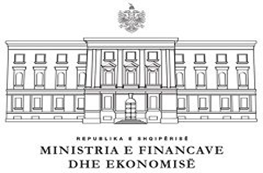 REPUBLIKA E SHQIPËRISË
MINISTRIA E FINANCAVE
DHE EKONOMISË